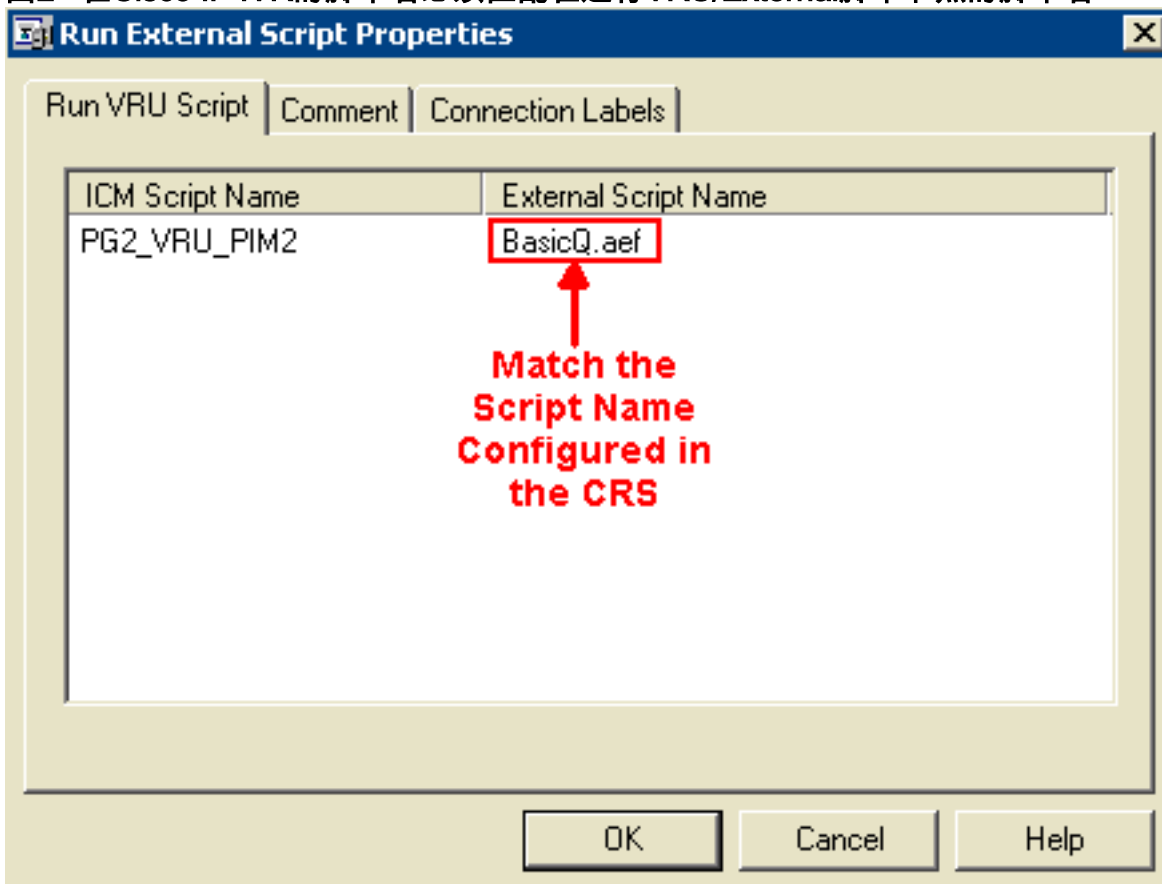 Run External Script Properties
Run VRU Script
Comment
Connection Labels
ICM Script Name
External Script Name
PG2_VRU_PIM2
BasicQ.aef
Match the
Script Name
Configured in
the CRS
OK
Cancel
Help